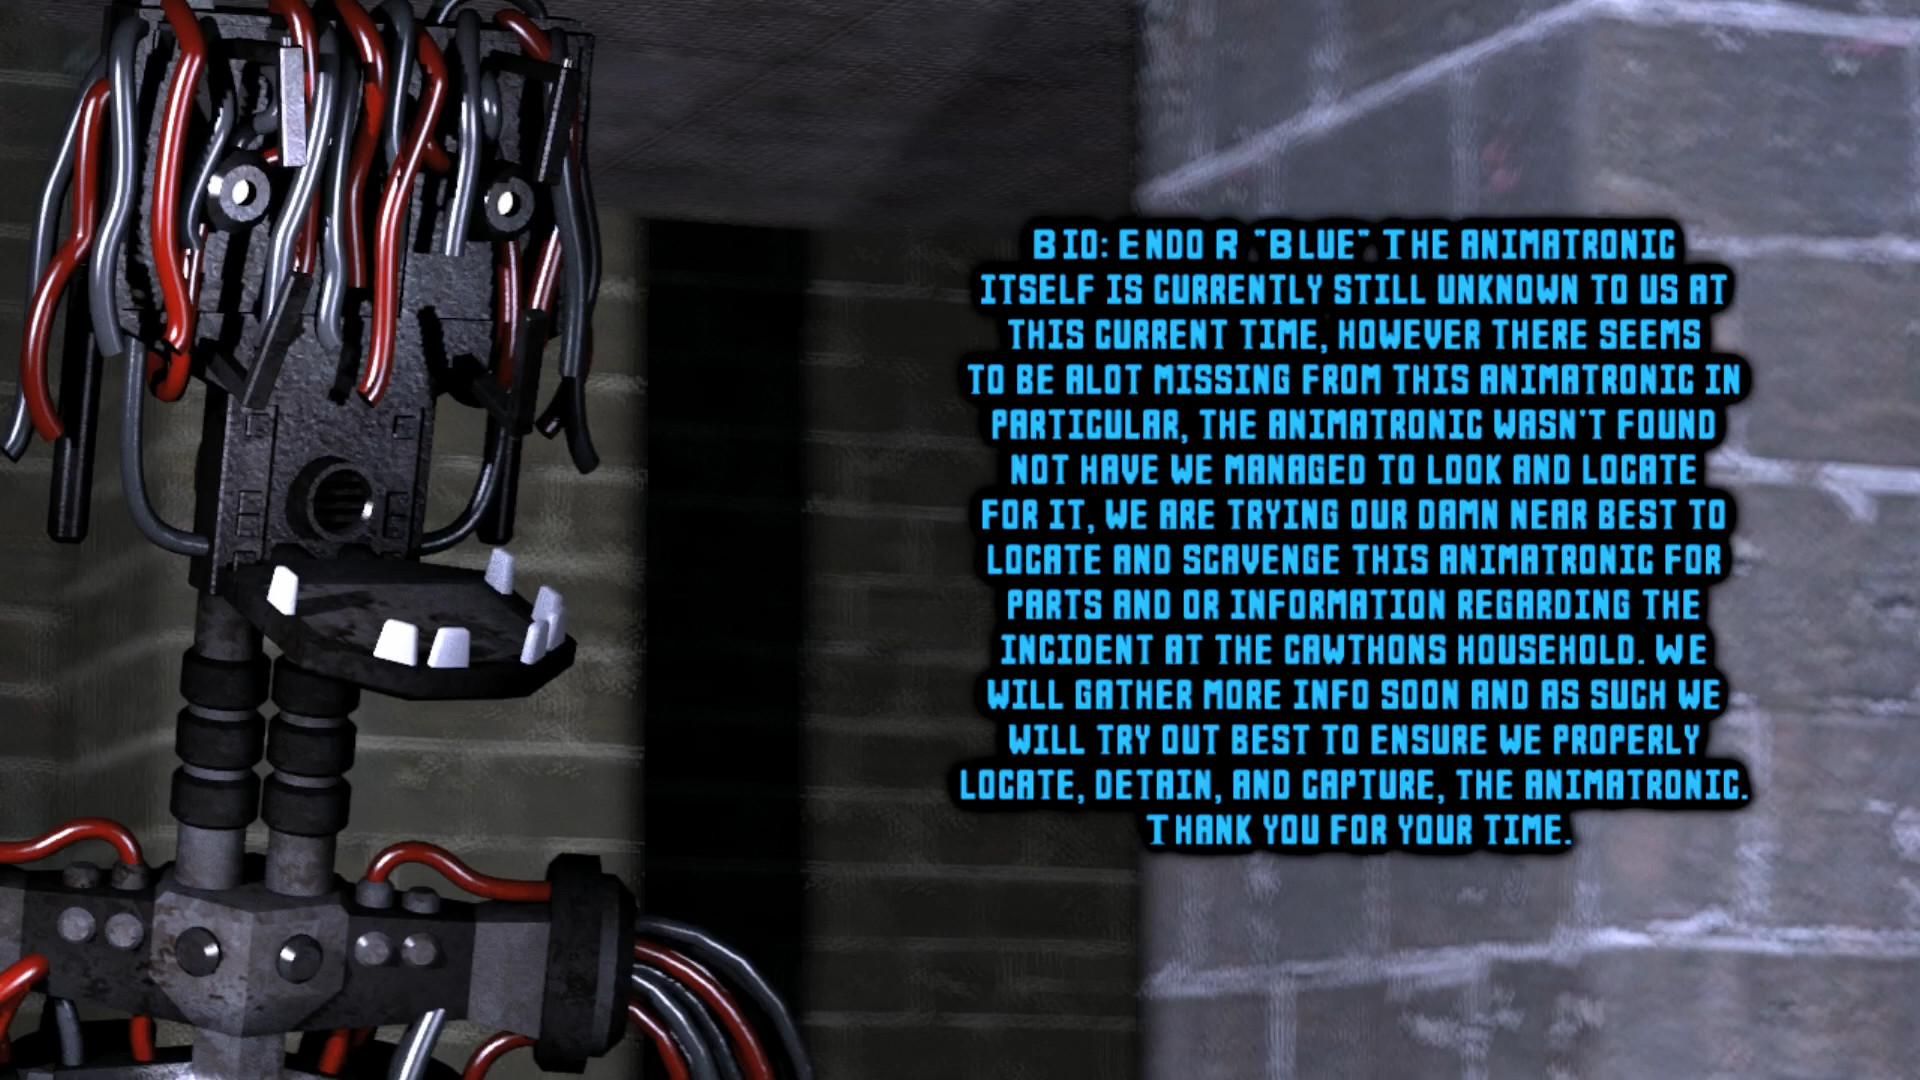 BIO: ENDO R "BLUE" THE ANIMATRONIC
ITSELF IS CURRENTLY STILL UNKNOWN TO US AT
THIS CURRENT TIME, HOWEVER THERE SEEMS
TO BE ALOT MISSING FROM THIS ANIMATRONIC IN
PARTICULAR, THE ANIMATRONIC WASN'T FOUND
NOT HAVE WE MANAGED TO LOOK AND LOCATE
FOR IT, WE ARE TRYING OUR DAMN NEAR BEST TO
LOCATE AND SCAVENGE THIS ANIMATRONIC FOR
PARTS AND OR INFORMATION REGARDING THE
INCIDENT AT THE CAWTHONS HOUSEHOLD. WE
WILL GATHER MORE INFO SOON AND AS SUCH WE
WILL TRY OUT BEST TO ENSURE WE PROPERLY
LOCATE, DETAIN, AND CAPTURE, THE ANIMATRONIC.
THANK YOU FOR YOUR TIME.